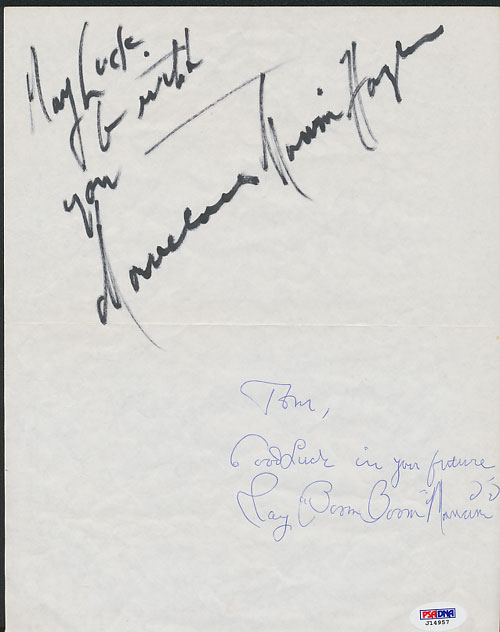 May Luck
be with
you
Marvelous Marvin Hagler
Tom,
Good Luck in your future
Ray "Boom Boom" Mancini
PSA DNA
J14957